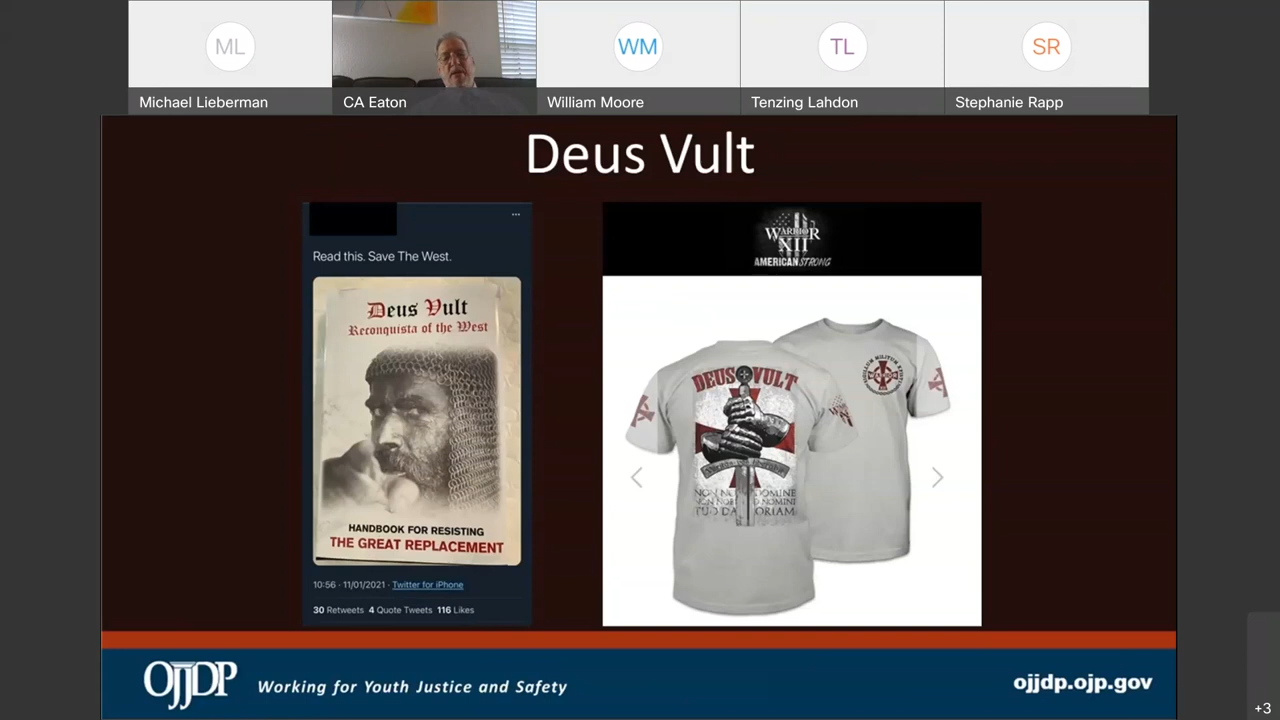 ML
WM
TL
SR
Michael Lieberman
CA Eaton
William Moore
Tenzing Lahdon
Stephanie Rapp
Deus Vult
Read this. Save The West.
Deus Vult
Reconquista of the West
HANDBOOK FOR RESISTING
THE GREAT REPLACEMENT
10:56 · 11/01/2021 · Twitter for iPhone
30 Retweets 4 Quote Tweets 116 Likes
WARRIOR
XII
AMERICAN STRONG
DEUS VULT
DOMINE
NOMINI
OJJDP
Working for Youth Justice and Safety
ojjdp.ojp.gov
+3